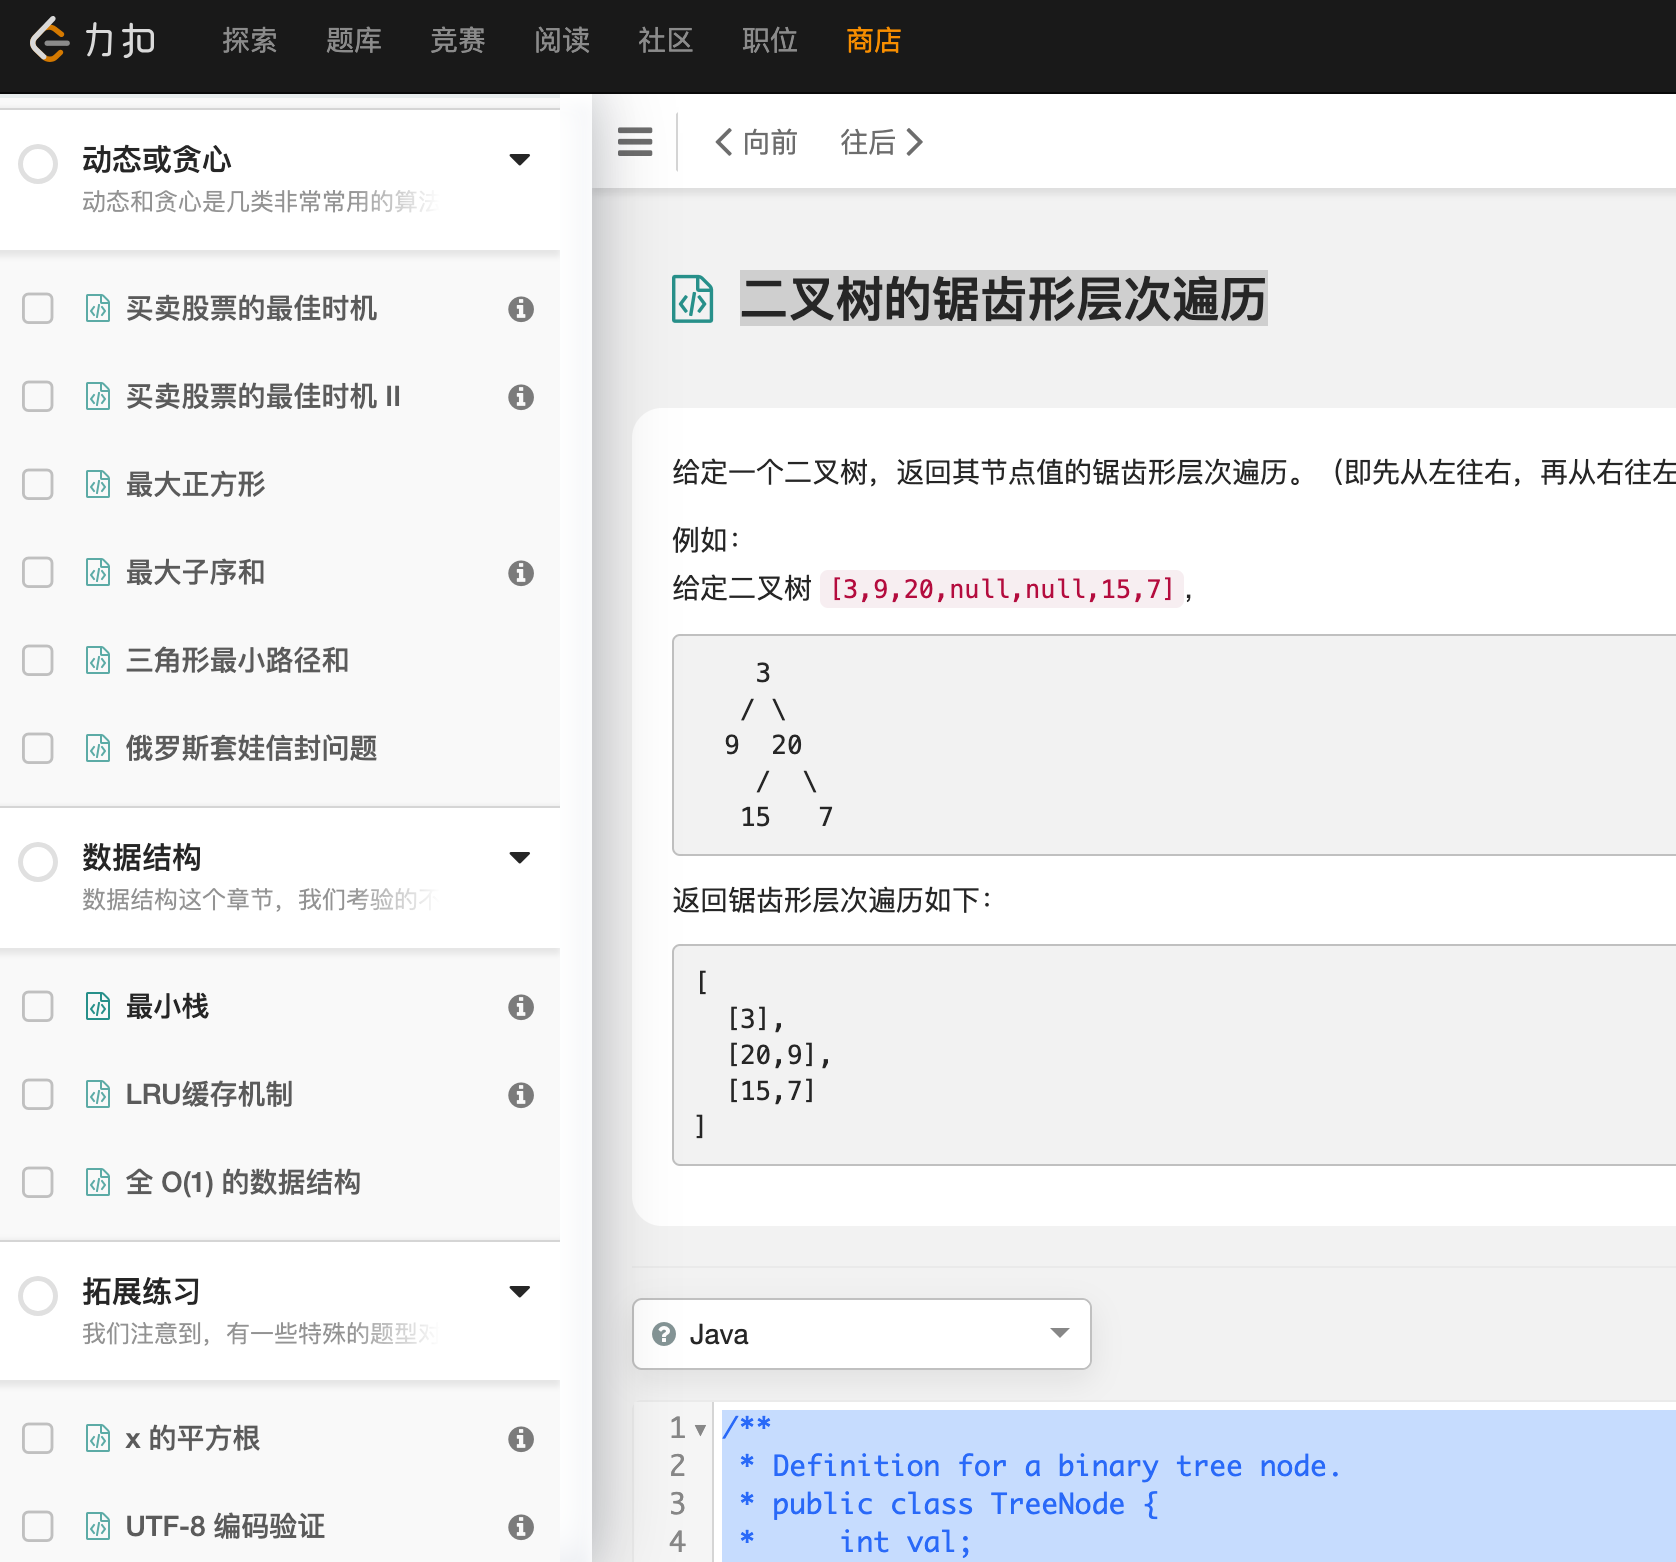 力扣 探索 题库 竞赛 阅读 社区 职位 商店
动态或贪心
动态和贪心是几类非常常用的算法
买卖股票的最佳时机
买卖股票的最佳时机 II
最大正方形
最大子序和
三角形最小路径和
俄罗斯套娃信封问题
数据结构
数据结构这个章节，我们考验的不
最小栈
LRU缓存机制
全 O(1) 的数据结构
拓展练习
我们注意到，有一些特殊的题型对
x 的平方根
UTF-8 编码验证
向前 往后
二叉树的锯齿形层次遍历
给定一个二叉树，返回其节点值的锯齿形层次遍历。（即先从左往右，再从右往左
例如：
给定二叉树 [3,9,20,null,null,15,7],
3
/ \
9 20
/ \
15 7
返回锯齿形层次遍历如下：
[
[3],
[20,9],
[15,7]
]
Java
1 /**
2 * Definition for a binary tree node.
3 * public class TreeNode {
4 * int val;